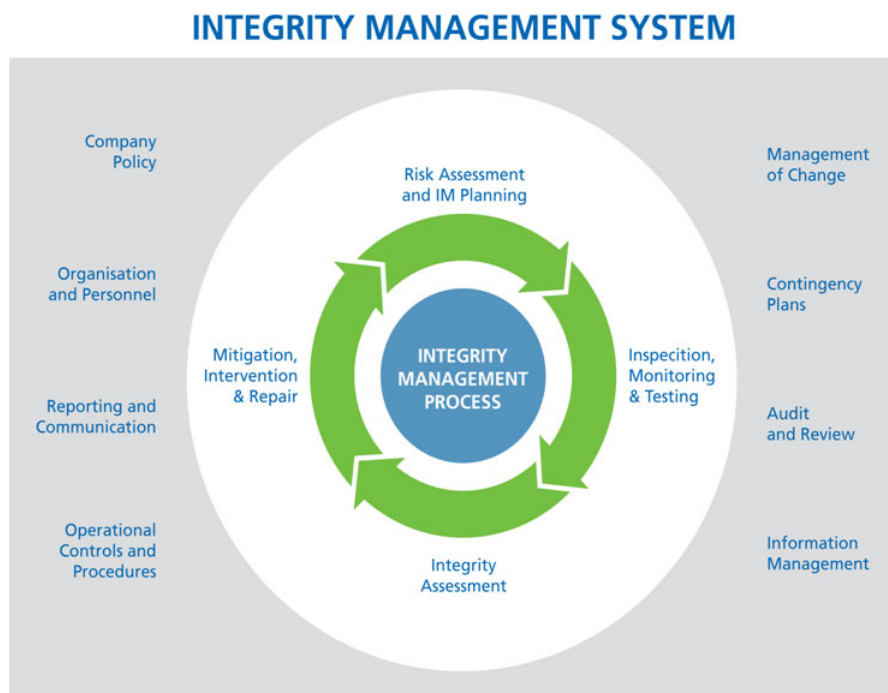 INTEGRITY MANAGEMENT SYSTEM
Company
Policy
Organisation
and Personnel
Reporting and
Communication
Operational
Controls and
Procedures
Risk Assessment
and IM Planning
Mitigation,
Intervention
& Repair
INTEGRITY
MANAGEMENT
PROCESS
Inspecition,
Monitoring
& Testing
Integrity
Assessment
Management
of Change
Contingency
Plans
Audit
and Review
Information
Management